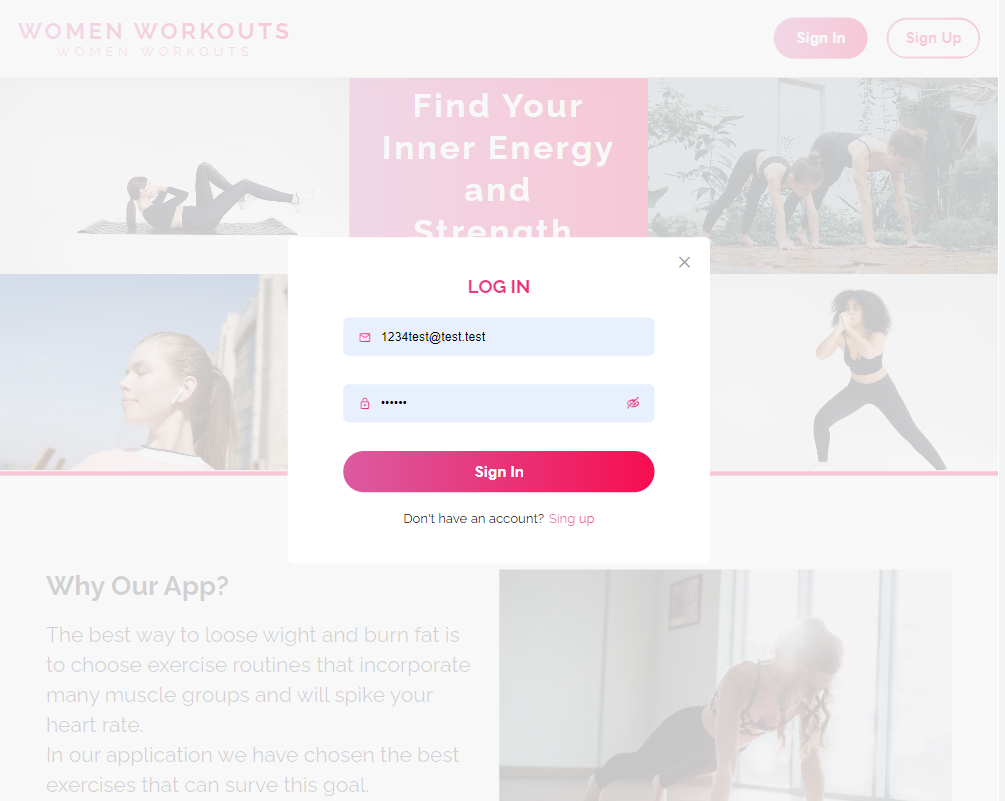 WOMEN WORKOUTS
WOMEN WORKOUTS
Sign In
Sign Up
Find Your
Inner Energy
and
Strength
LOG IN
1234test@test.test
••••••
Sign In
Don't have an account? Sing up
Why Our App?
The best way to loose wight and burn fat is
to choose exercise routines that incorporate
many muscle groups and will spike your
heart rate.
In our application we have chosen the best
exercises that can surve this goal.